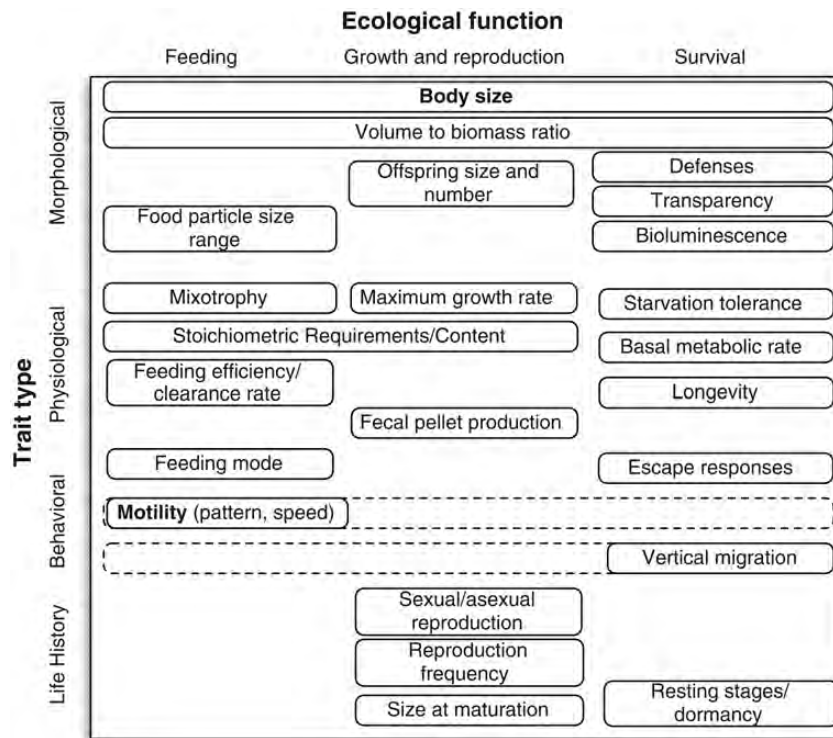 Ecological function
Feeding
Growth and reproduction
Survival
Trait type
Morphological
Body size
Volume to biomass ratio
Offspring size and
number
Defenses
Transparency
Food particle size
range
Bioluminescence
Physiological
Mixotrophy
Maximum growth rate
Starvation tolerance
Stoichiometric Requirements/Content
Basal metabolic rate
Feeding efficiency/
clearance rate
Longevity
Fecal pellet production
Behavioral
Feeding mode
Escape responses
Motility (pattern, speed)
Vertical migration
Life History
Sexual/asexual
reproduction
Reproduction
frequency
Size at maturation
Resting stages/
dormancy